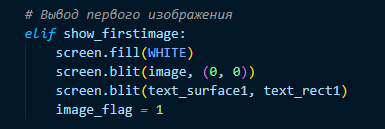 # Вывод первого изображения
elif show_firstimage:
    screen.fill(WHITE)
    screen.blit(image, (0, 0))
    screen.blit(text_surface1, text_rect1)
    image_flag = 1